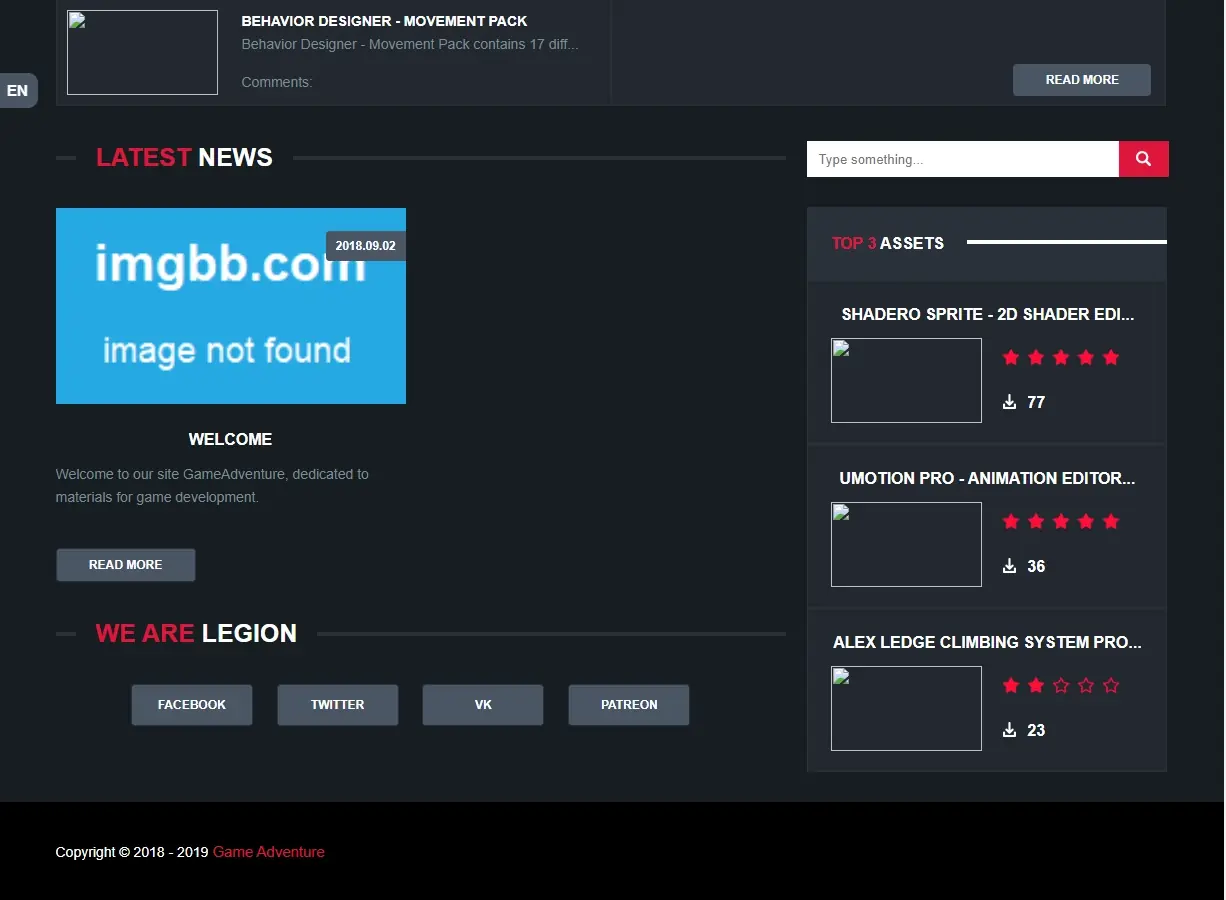 BEHAVIOR DESIGNER - MOVEMENT PACK
Behavior Designer - Movement Pack contains 17 diff...
Comments:
READ MORE
EN
LATEST NEWS
2018.09.02
imgbb.com
image not found
WELCOME
Welcome to our site GameAdventure, dedicated to
materials for game development.
READ MORE
WE ARE LEGION
FACEBOOK
TWITTER
VK
PATREON
Type something...
TOP 3 ASSETS
SHADERO SPRITE - 2D SHADER EDI...
77
UMOTION PRO - ANIMATION EDITOR...
36
ALEX LEDGE CLIMBING SYSTEM PRO...
23
Copyright © 2018 - 2019 Game Adventure